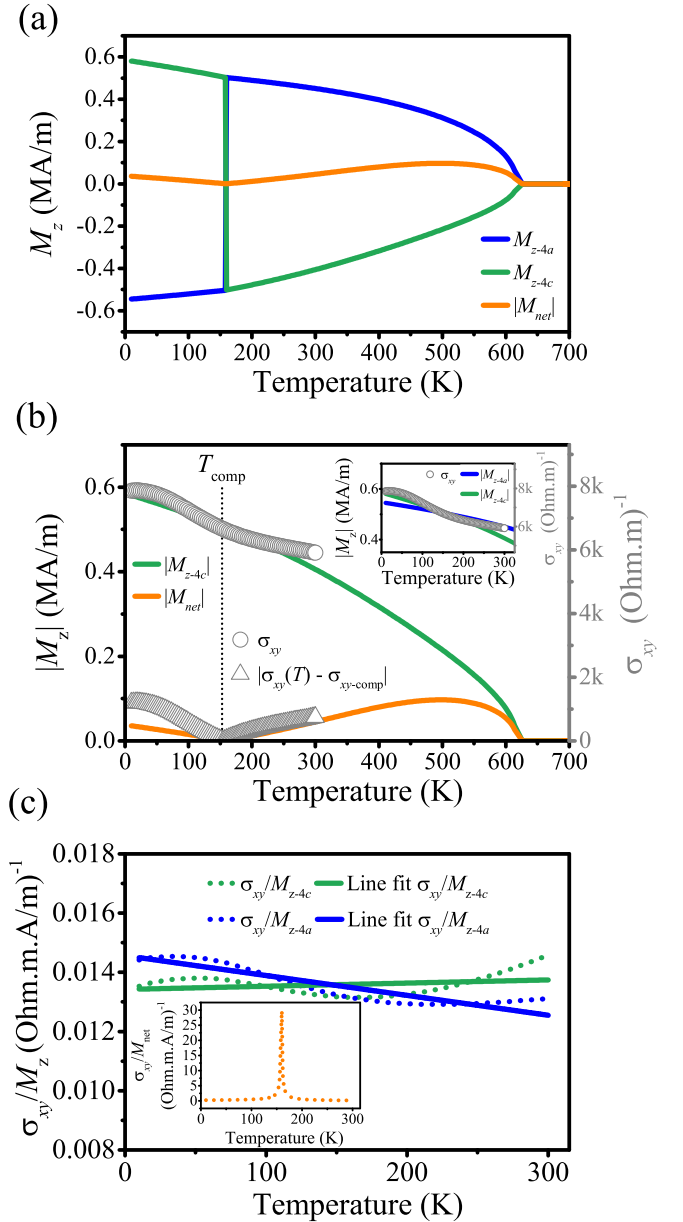 (a)
0.6
0.4
0.2
0.0
-0.2
-0.4
-0.6
M_z (MA/m)
M_z-4a
M_z-4c
|M_net|
0 100 200 300 400 500 600 700
Temperature (K)
(b)
T_comp
0.6
0.4
0.2
0.0
|M_z| (MA/m)
|M_z-4c|
|M_net|
σ_xy
|σ_xy(T) - σ_xy-comp|
8k
6k
4k
2k
0
σ_xy (Ohm.m)^-1
σ_xy |M_z-4a|
|M_z-4c|
0.6
0.4
|M_z| (MA/m)
8k
6k
σ_xy (Ohm.m)^-1
0 100 200 300
Temperature (K)
0 100 200 300 400 500 600 700
Temperature (K)
(c)
0.018
0.016
0.014
0.012
0.010
0.008
σ_xy/M_z (Ohm.m.A/m)^-1
σ_xy/M_z-4c Line fit σ_xy/M_z-4c
σ_xy/M_z-4a Line fit σ_xy/M_z-4a
30
25
20
15
10
5
0
σ_xy/M_net
(Ohm.m.A/m)^-1
0 100 200 300
Temperature (K)
0 100 200 300
Temperature (K)